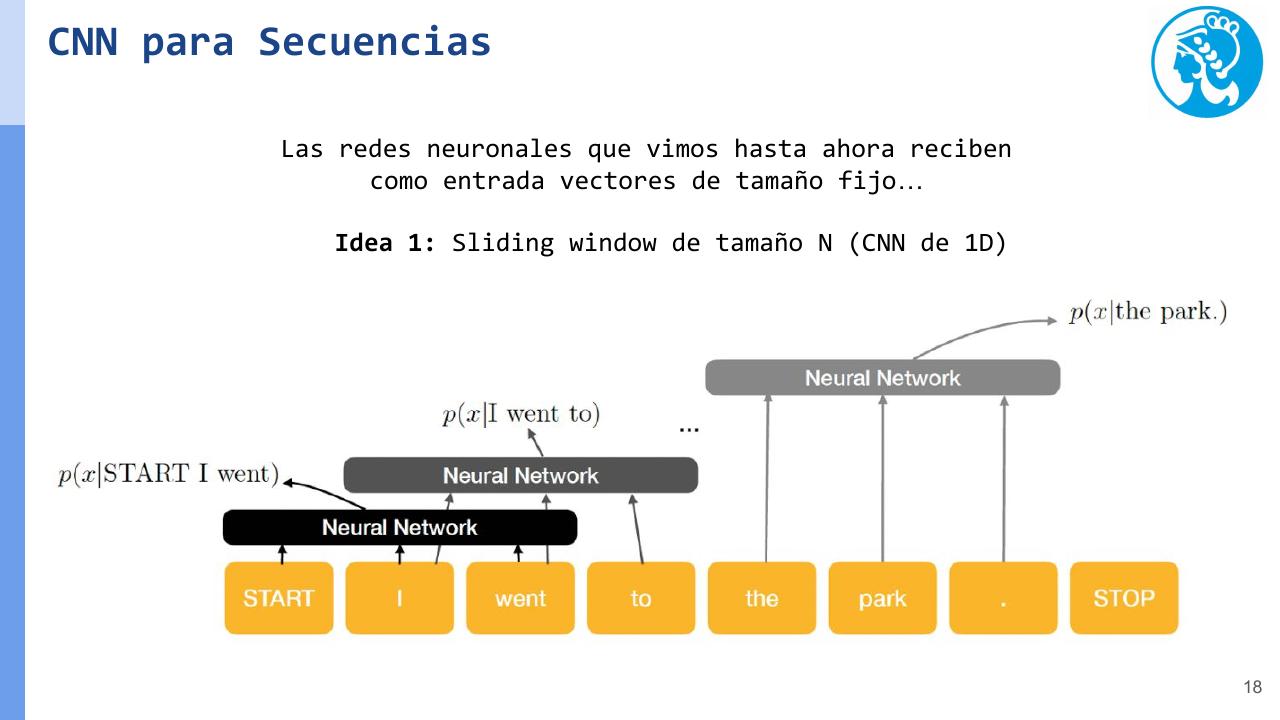 CNN para Secuencias
Las redes neuronales que vimos hasta ahora reciben
como entrada vectores de tamaño fijo...
Idea 1: Sliding window de tamaño N (CNN de 1D)
p(x|the park.)
Neural Network
p(x|I went to)
...
Neural Network
p(x|START I went)
Neural Network
START I went to the park . STOP
18